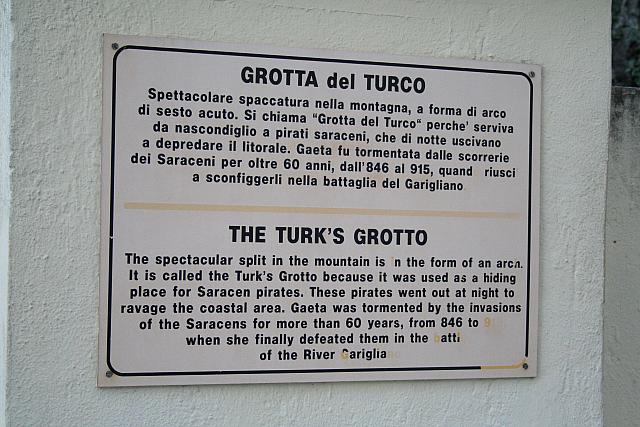 GROTTA del TURCO
Spettacolare spaccatura nella montagna, a forma di arco
di sesto acuto. Si chiama "Grotta del Turco" perche' serviva
da nascondiglio a pirati saraceni, che di notte uscivano
a depredare il litorale. Gaeta fu tormentata dalle scorrerie
dei Saraceni per oltre 60 anni, dall'846 al 915, quand riusci
a sconfiggerli nella battaglia del Garigliano
THE TURK'S GROTTO
The spectacular split in the mountain is in the form of an arch.
It is called the Turk's Grotto because it was used as a hiding
place for Saracen pirates. These pirates went out at night to
ravage the coastal area. Gaeta was tormented by the invasions
of the Saracens for more than 60 years, from 846 to 9
when she finally defeated them in the battl
of the River Gariglian